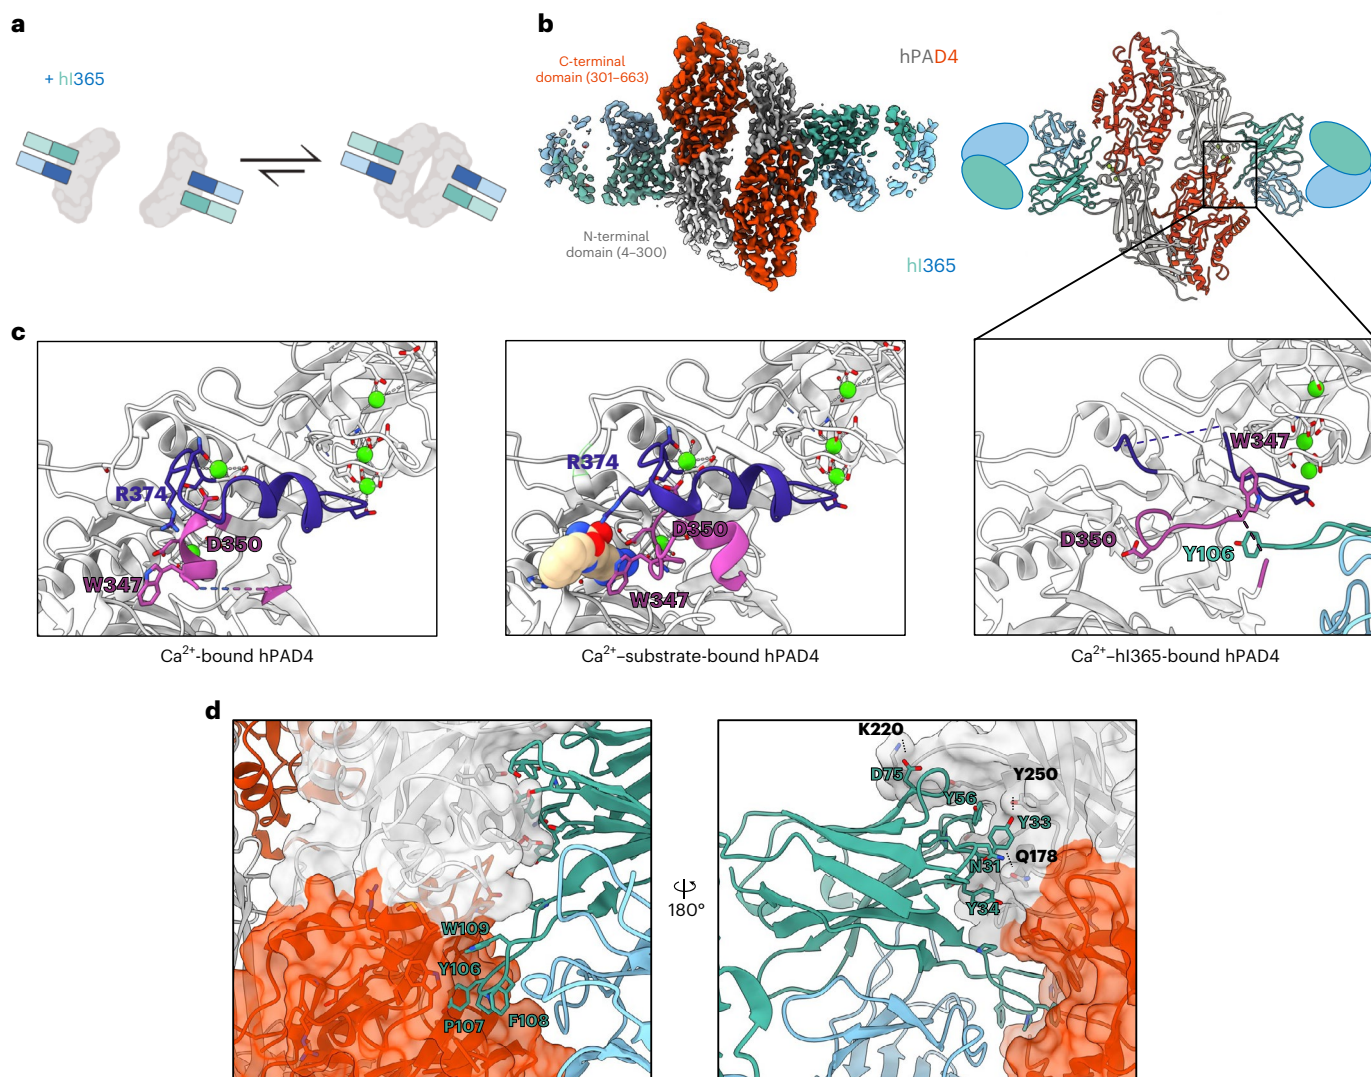 a
+ hI365
b
C-terminal
domain (301–663)
hPAD4
N-terminal
domain (4–300)
hI365
c
R374
D350
W347
Ca²⁺-bound hPAD4
R374
D350
W347
Ca²⁺–substrate-bound hPAD4
W347
D350
Y106
Ca²⁺–hI365-bound hPAD4
d
W109
Y106
P107
F108
180°
K220
D75
Y250
Y56
Y33
Q178
N31
Y34